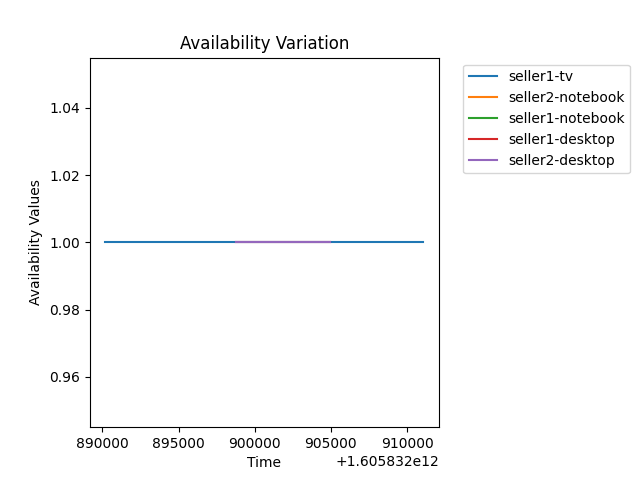 Availability Variation
seller1-tv
seller2-notebook
seller1-notebook
seller1-desktop
seller2-desktop
Availability Values
1.04
1.02
1.00
0.98
0.96
890000 895000 900000 905000 910000
Time
+1.605832e12